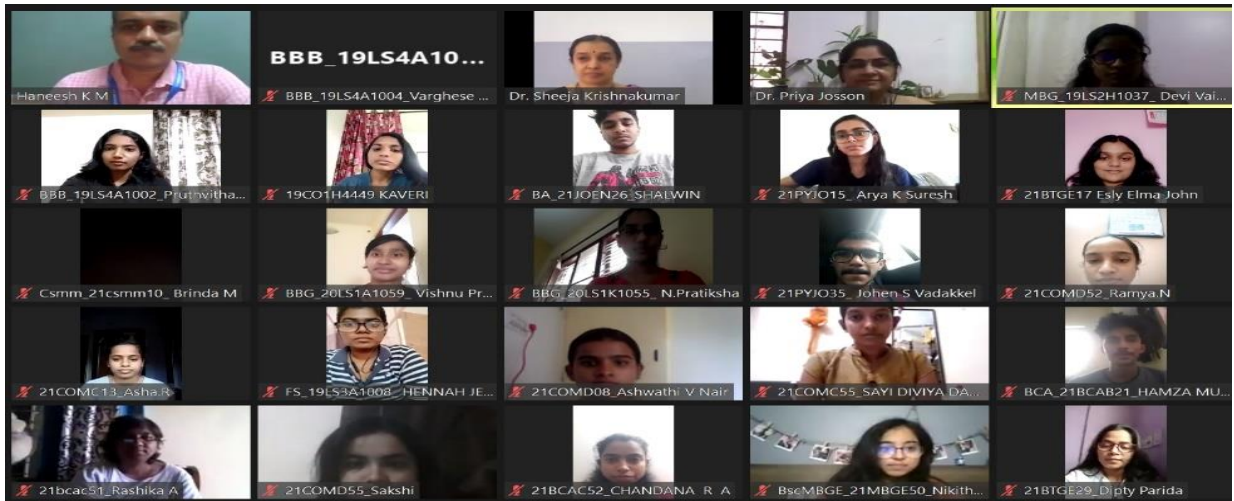 BBB_19LS4A10...
Haneesh K M
BBB_19LS4A1004_Varghese ...
Dr. Sheeja Krishnakumar
Dr. Priya Josson
MBG_19LS2H1037_ Devi Vai...
BBB_19LS4A1002_Pruthvitha...
19CO1H4449 KAVERI
BA_21JOEN26_SHALWIN
21PYJO15_ Arya K Suresh
21BTGE17 Esly Elma John
Csmm_21csmm10_ Brinda M
BBG_20LS1A1059_ Vishnu Pr...
BBG_20LS1K1055_ N.Pratiksha
21PYJO35_ Johen S Vadakkel
21COMD52_Ramya.N
21COMC13_Asha.R
FS_19LS3A1008_HENNAH JE...
21COMD08_Ashwathi V Nair
21COMC55_SAYI DIVIYA DA...
BCA_21BCAB21_HAMZA MU...
21bcac51_Rashika A
21COMD55_Sakshi
21BCAC52_CHANDANA R A
BscMBGE_21MBGE50_Nikith...
21BTGE29_Dipty Parida